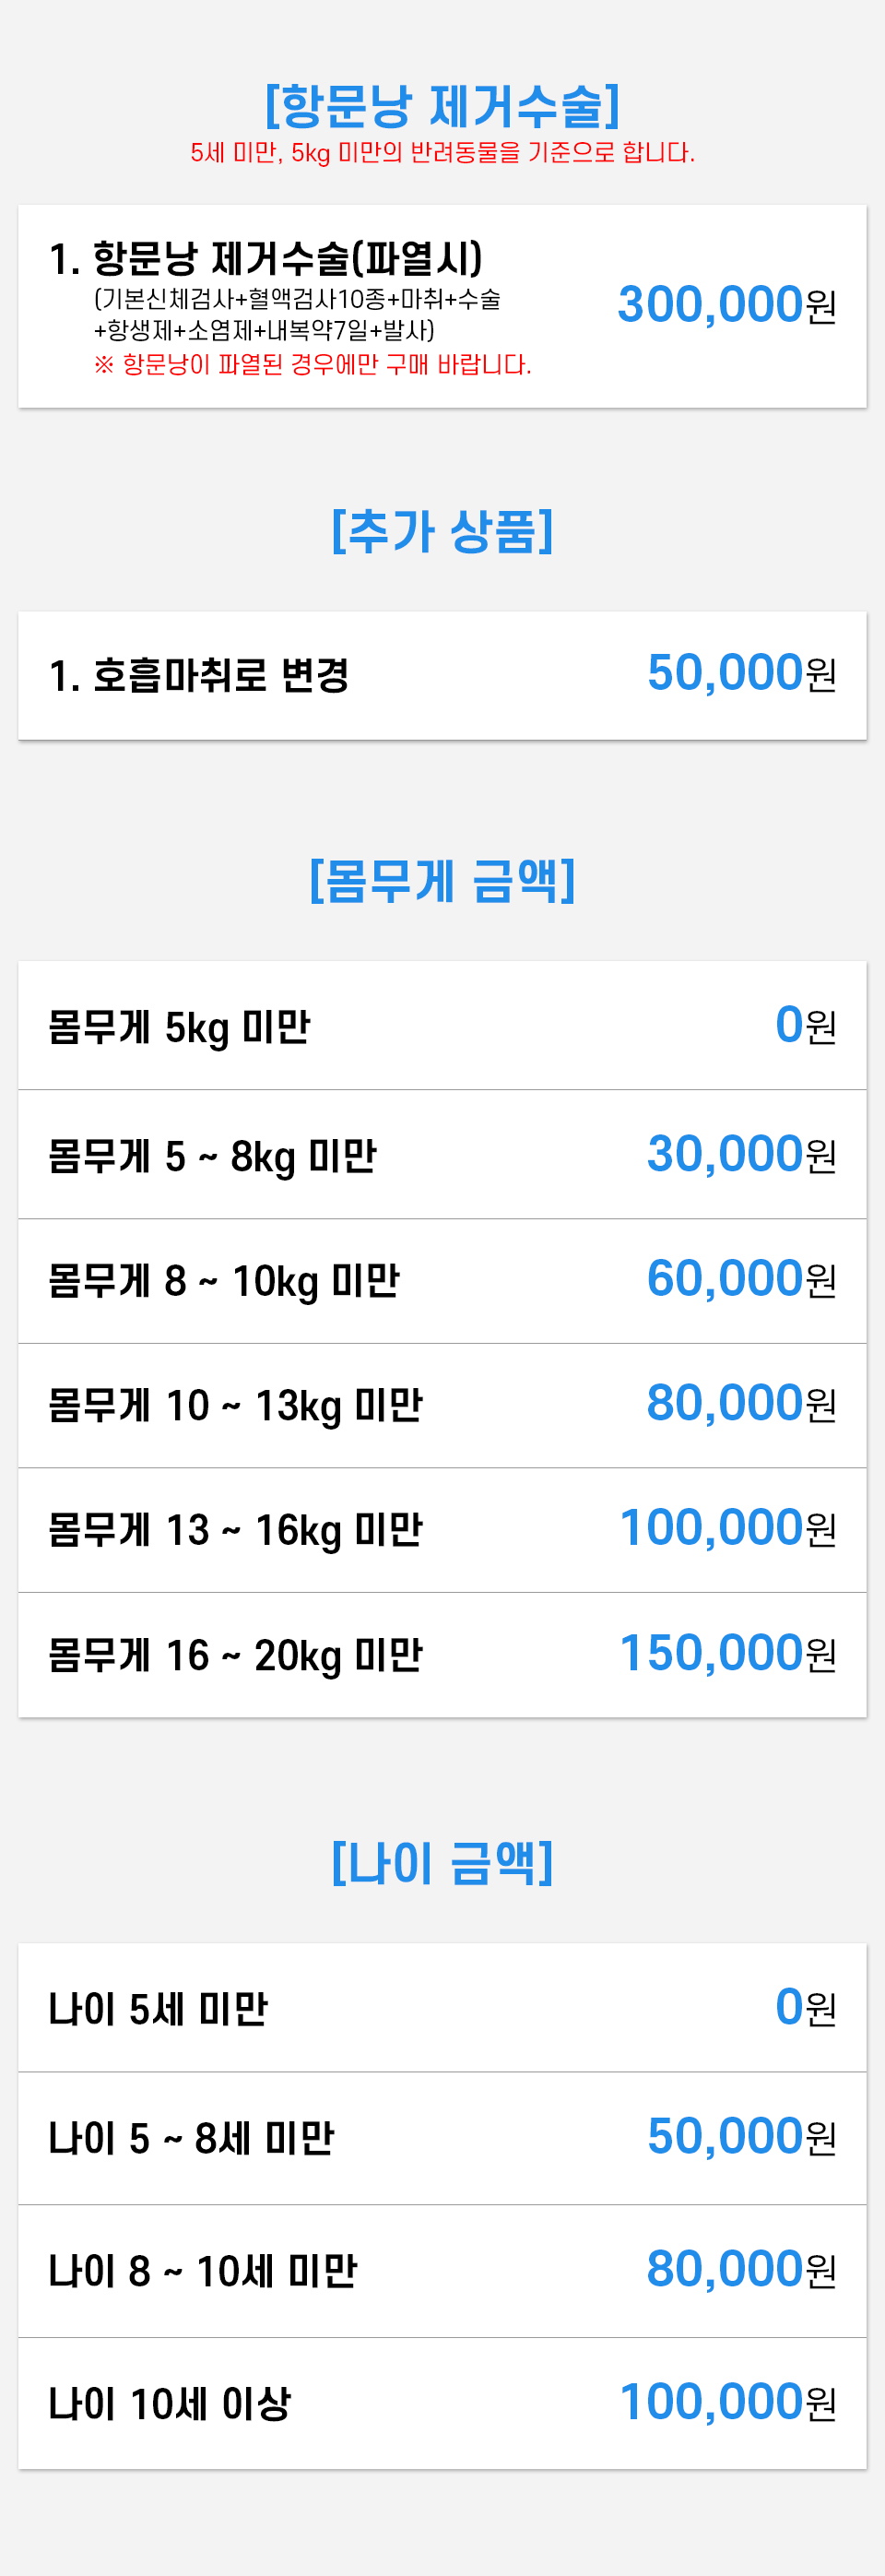 [항문낭 제거수술]
5세 미만, 5kg 미만의 반려동물을 기준으로 합니다.
1. 항문낭 제거수술(파열시)
(기본신체검사+혈액검사10종+마취+수술
+항생제+소염제+내복약7일+발사)
※ 항문낭이 파열된 경우에만 구매 바랍니다.
300,000원
[추가 상품]
1. 호흡마취로 변경 50,000원
[몸무게 금액]
몸무게 5kg 미만 0원
몸무게 5 ~ 8kg 미만 30,000원
몸무게 8 ~ 10kg 미만 60,000원
몸무게 10 ~ 13kg 미만 80,000원
몸무게 13 ~ 16kg 미만 100,000원
몸무게 16 ~ 20kg 미만 150,000원
[나이 금액]
나이 5세 미만 0원
나이 5 ~ 8세 미만 50,000원
나이 8 ~ 10세 미만 80,000원
나이 10세 이상 100,000원